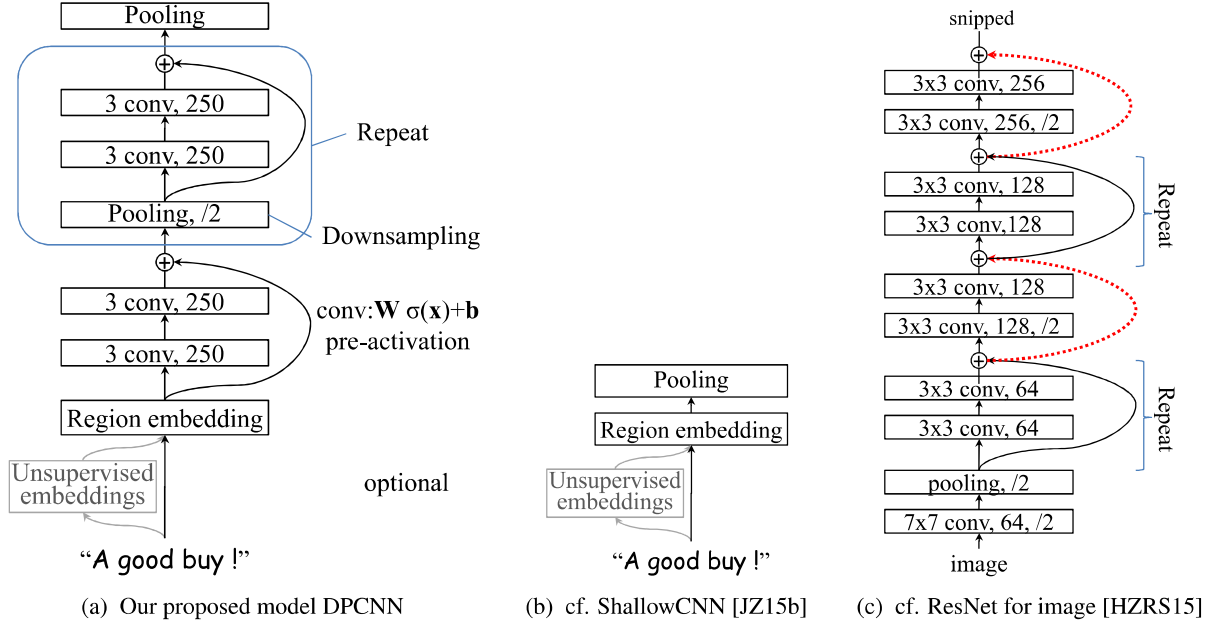 Pooling
3 conv, 250
3 conv, 250
Repeat
Pooling, /2
Downsampling
3 conv, 250
conv:W σ(x)+b
pre-activation
3 conv, 250
Region embedding
Unsupervised
embeddings
optional
“A good buy !”
(a) Our proposed model DPCNN
Pooling
Region embedding
Unsupervised
embeddings
“A good buy !”
(b) cf. ShallowCNN [JZ15b]
snipped
3x3 conv, 256
3x3 conv, 256, /2
3x3 conv, 128
Repeat
3x3 conv,128
3x3 conv, 128
3x3 conv, 128, /2
3x3 conv, 64
Repeat
3x3 conv, 64
pooling, /2
7x7 conv, 64, /2
image
(c) cf. ResNet for image [HZRS15]